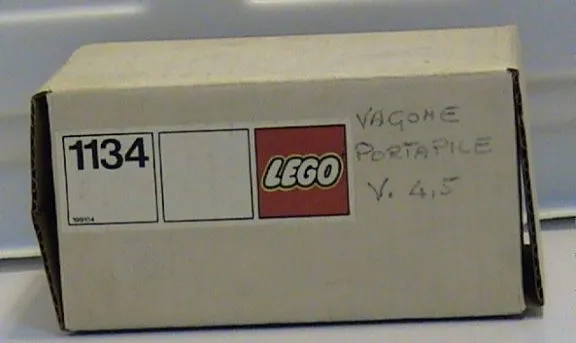 1134
LEGO
VAGONE
PORTAPILE
V. 4,5